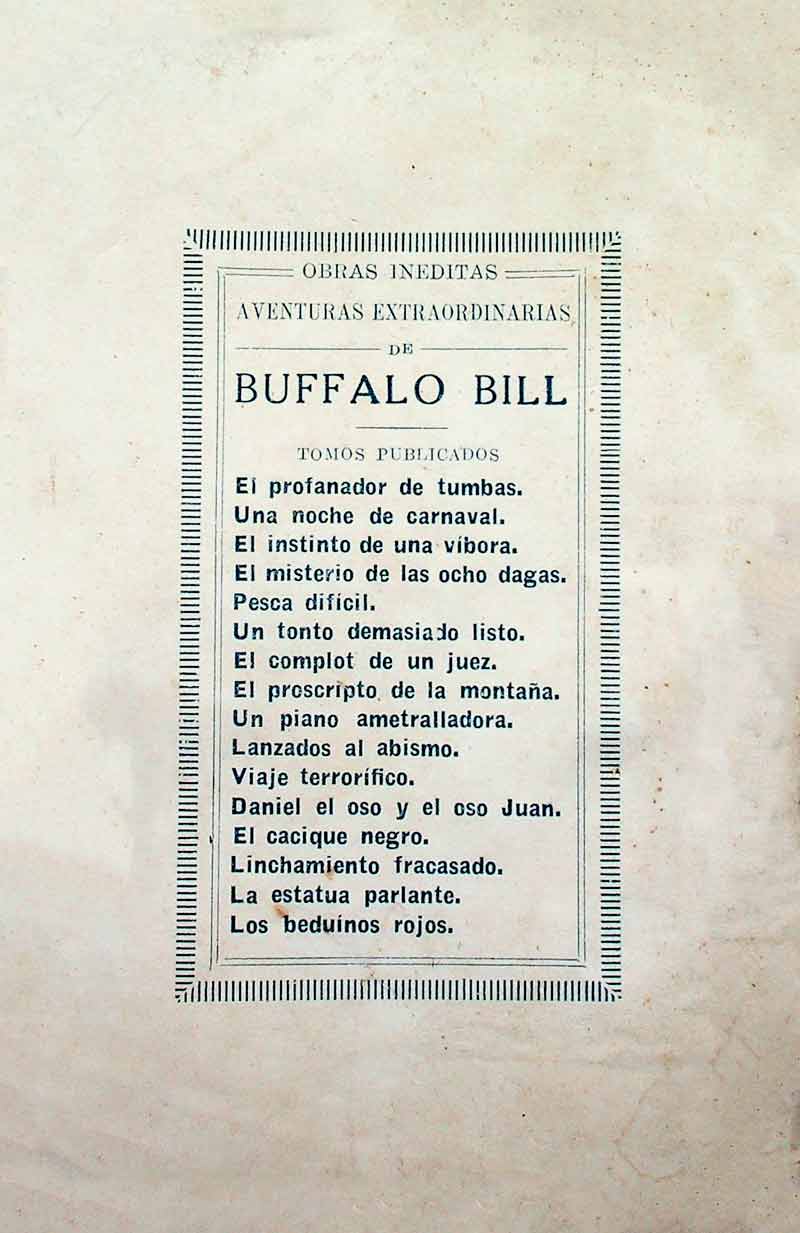 OBRAS INEDITAS
AVENTURAS EXTRAORDINARIAS
DE
BUFFALO BILL
TOMOS PUBLICADOS
El profanador de tumbas.
Una noche de carnaval.
El instinto de una víbora.
El misterio de las ocho dagas.
Pesca difícil.
Un tonto demasiado listo.
El complot de un juez.
El proscripto de la montaña.
Un piano ametralladora.
Lanzados al abismo.
Viaje terrorífico.
Daniel el oso y el oso Juan.
El cacique negro.
Linchamiento fracasado.
La estatua parlante.
Los beduínos rojos.